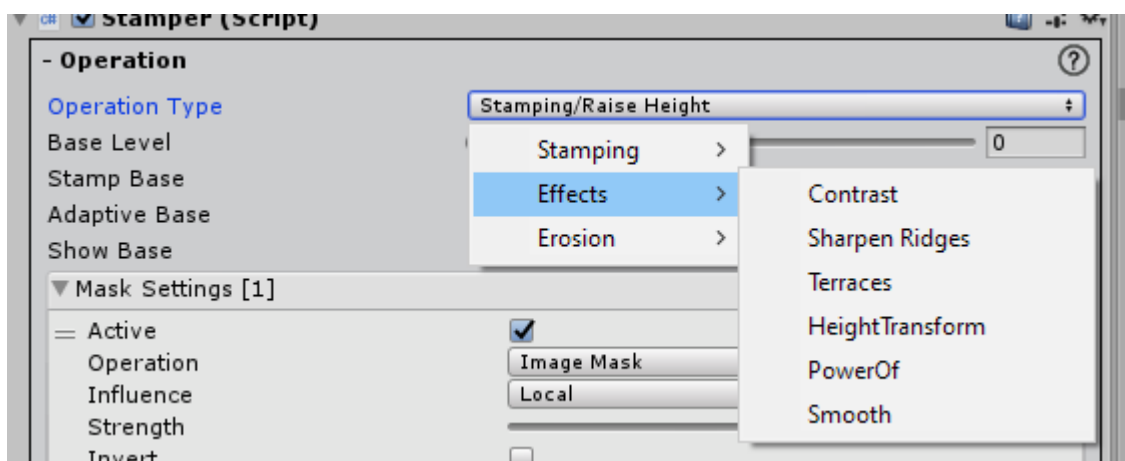 Stamper (Script)
- Operation
Operation Type Stamping/Raise Height
Base Level 0
Stamp Base
Adaptive Base
Show Base
Stamping
Effects
Erosion
Contrast
Sharpen Ridges
Terraces
HeightTransform
PowerOf
Smooth
Mask Settings [1]
Active
Operation Image Mask
Influence Local
Strength
Invert